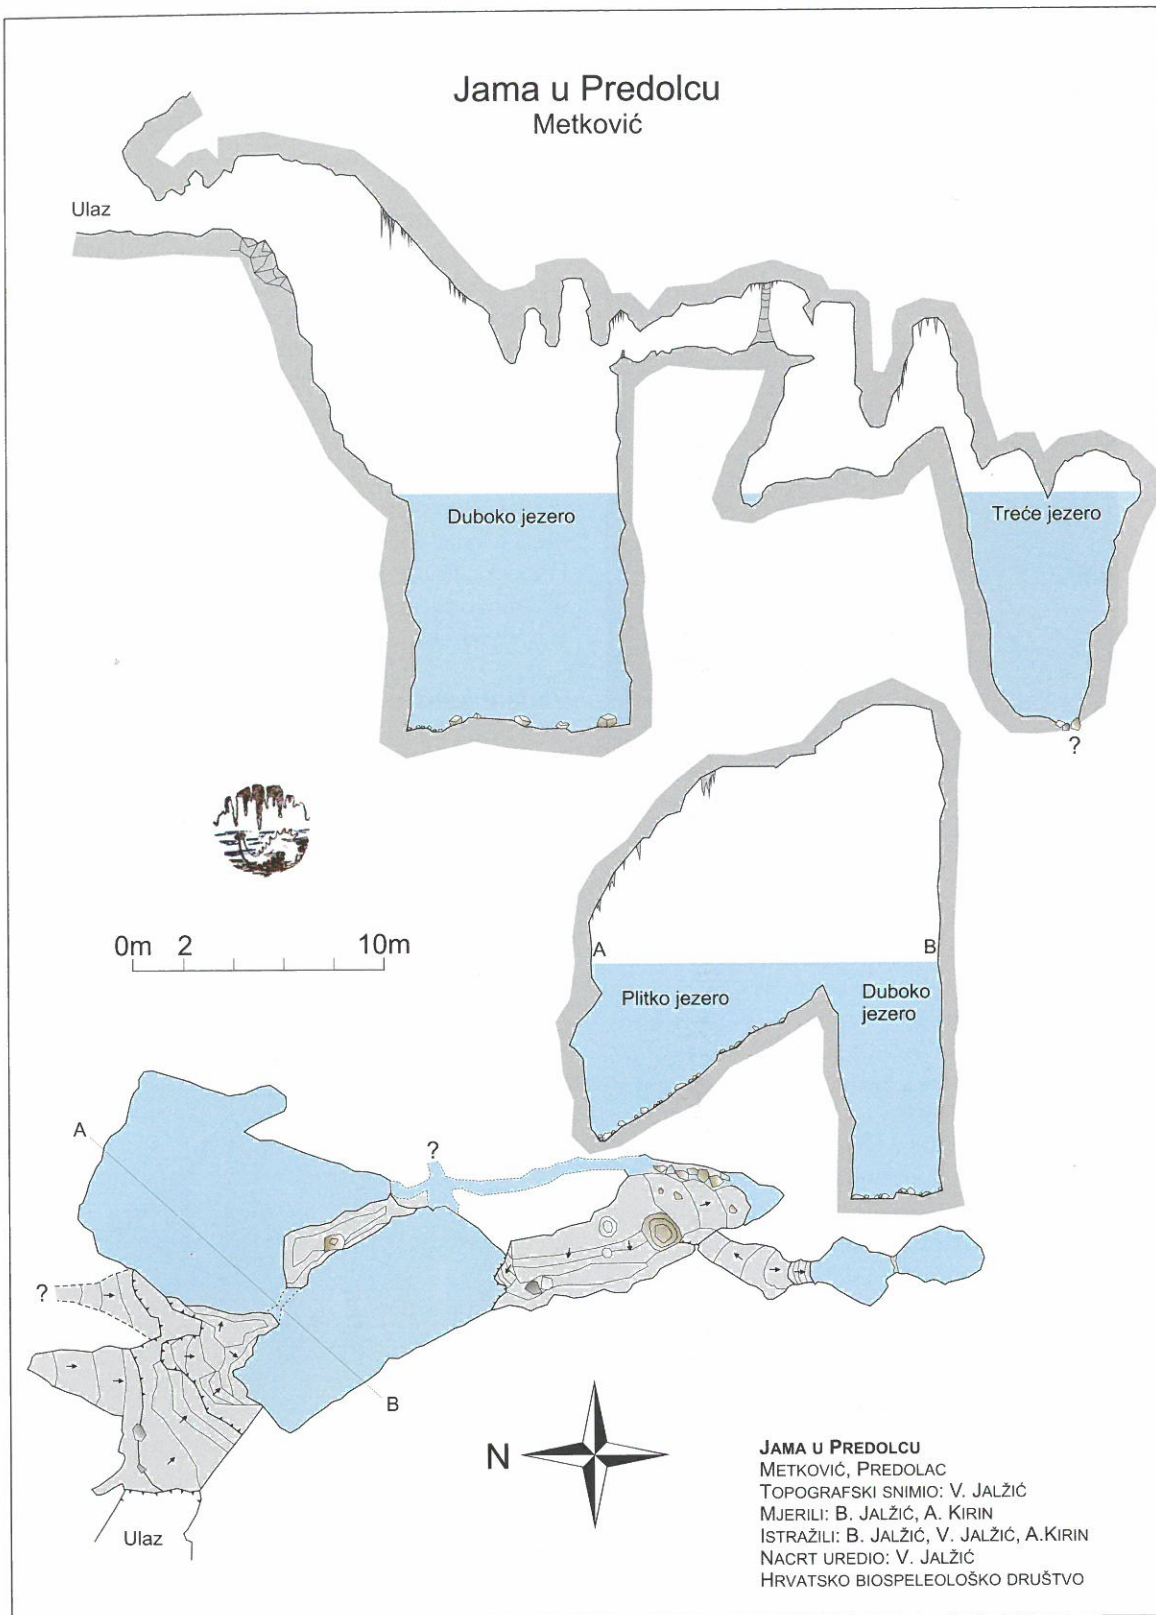 Jama u Predolcu
Metković
Ulaz
Duboko jezero
Treće jezero
?
A
B
Plitko jezero
Duboko
jezero
0m 2 10m
A
?
?
B
N
Ulaz
JAMA U PREDOLCU
METKOVIĆ, PREDOLAC
TOPOGRAFSKI SNIMIO: V. JALŽIĆ
MJERILI: B. JALŽIĆ, A. KIRIN
ISTRAŽILI: B. JALŽIĆ, V. JALŽIĆ, A.KIRIN
NACRT UREDIO: V. JALŽIĆ
HRVATSKO BIOSPELEOLOŠKO DRUŠTVO